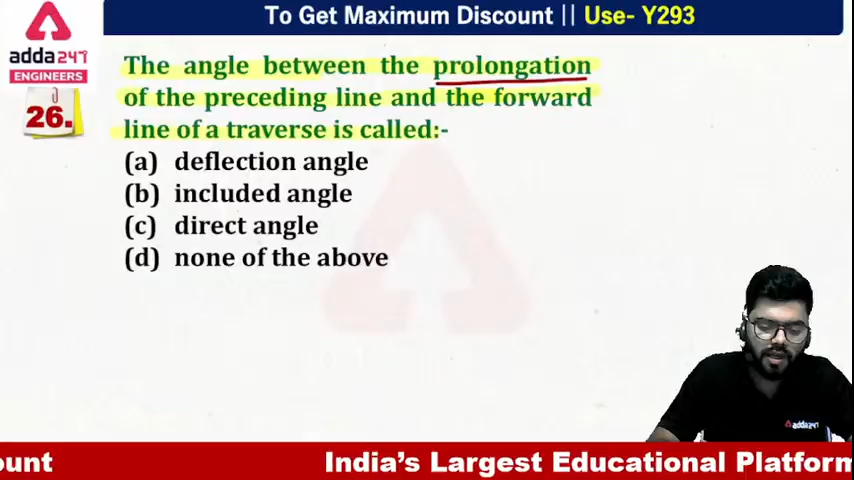 To Get Maximum Discount || Use- Y293
adda247
ENGINEERS
26.
The angle between the prolongation
of the preceding line and the forward
line of a traverse is called:-
(a) deflection angle
(b) included angle
(c) direct angle
(d) none of the above
adda247
ount
India's Largest Educational Platform